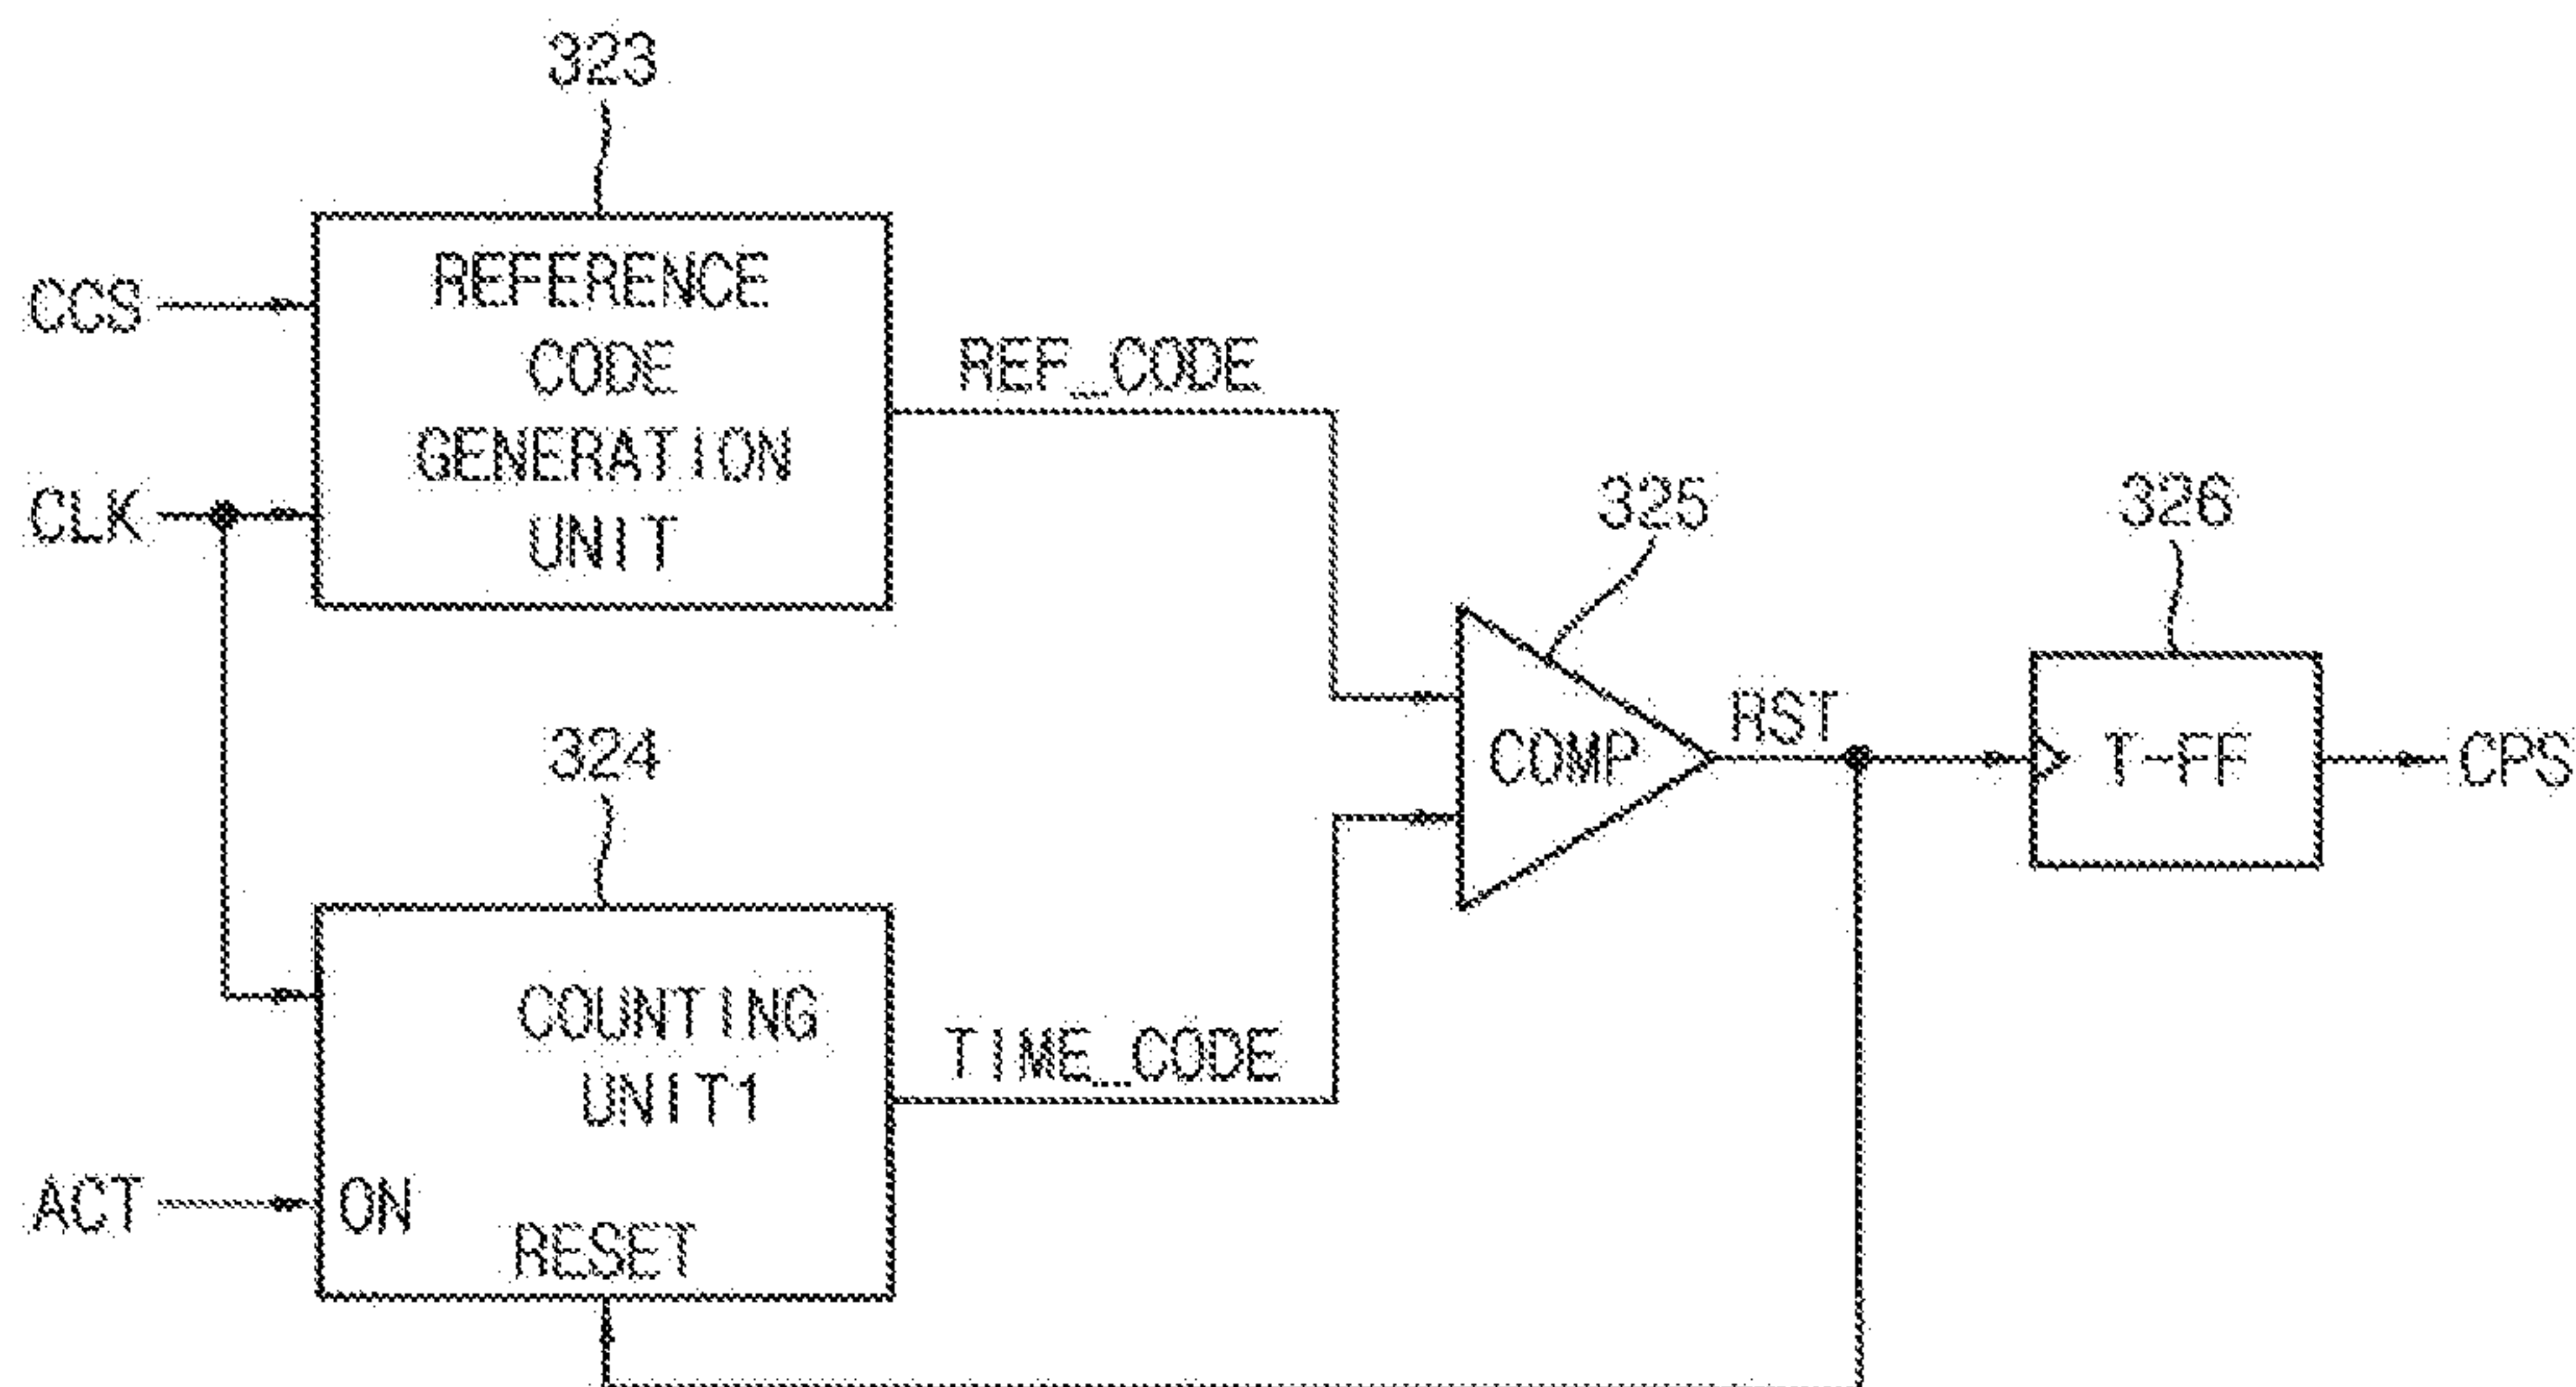 323
CCS
REFERENCE
CODE
GENERATION
UNIT
CLK
REF_CODE
325
326
324
COMP
RST
T-FF
CPS
COUNTING
UNIT1
TIME_CODE
ACT
ON
RESET